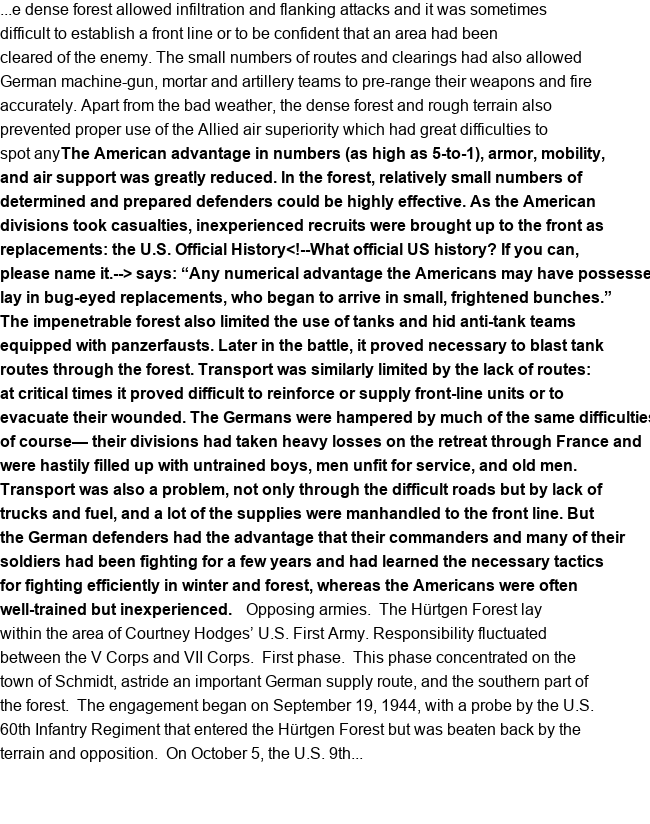 ...e dense forest allowed infiltration and flanking attacks and it was sometimes
difficult to establish a front line or to be confident that an area had been
cleared of the enemy. The small numbers of routes and clearings had also allowed
German machine-gun, mortar and artillery teams to pre-range their weapons and fire
accurately. Apart from the bad weather, the dense forest and rough terrain also
prevented proper use of the Allied air superiority which had great difficulties to
spot anyThe American advantage in numbers (as high as 5-to-1), armor, mobility,
and air support was greatly reduced. In the forest, relatively small numbers of
determined and prepared defenders could be highly effective. As the American
divisions took casualties, inexperienced recruits were brought up to the front as
replacements: the U.S. Official History<!--What official US history? If you can,
please name it.--> says: “Any numerical advantage the Americans may have possesse
lay in bug-eyed replacements, who began to arrive in small, frightened bunches.”
The impenetrable forest also limited the use of tanks and hid anti-tank teams
equipped with panzerfausts. Later in the battle, it proved necessary to blast tank
routes through the forest. Transport was similarly limited by the lack of routes:
at critical times it proved difficult to reinforce or supply front-line units or to
evacuate their wounded. The Germans were hampered by much of the same difficulties
of course— their divisions had taken heavy losses on the retreat through France and
were hastily filled up with untrained boys, men unfit for service, and old men.
Transport was also a problem, not only through the difficult roads but by lack of
trucks and fuel, and a lot of the supplies were manhandled to the front line. But
the German defenders had the advantage that their commanders and many of their
soldiers had been fighting for a few years and had learned the necessary tactics
for fighting efficiently in winter and forest, whereas the Americans were often
well-trained but inexperienced. Opposing armies. The Hürtgen Forest lay
within the area of Courtney Hodges’ U.S. First Army. Responsibility fluctuated
between the V Corps and VII Corps. First phase. This phase concentrated on the
town of Schmidt, astride an important German supply route, and the southern part of
the forest. The engagement began on September 19, 1944, with a probe by the U.S.
60th Infantry Regiment that entered the Hürtgen Forest but was beaten back by the
terrain and opposition. On October 5, the U.S. 9th...